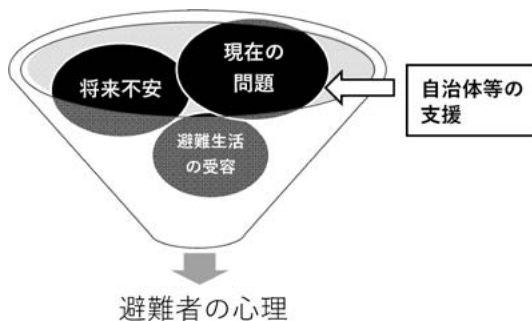 現在の
問題
将来不安
自治体等の
支援
避難生活
の受容
避難者の心理